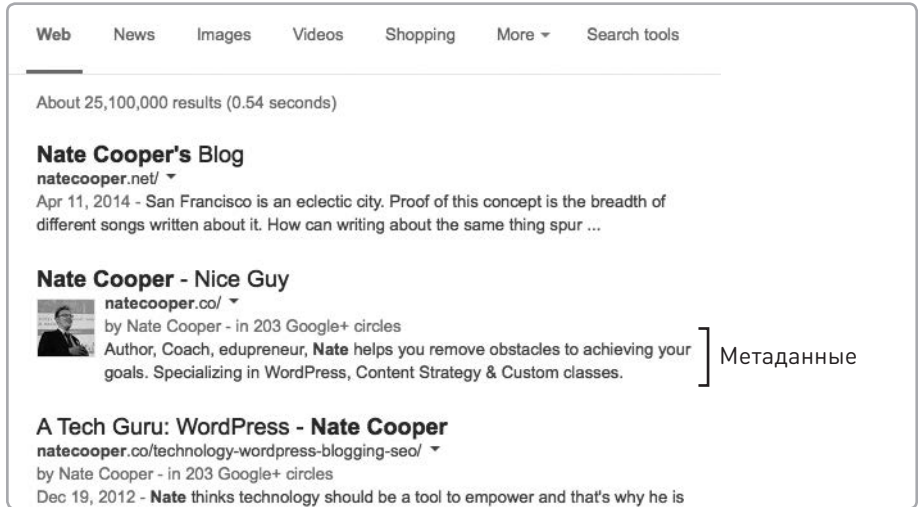 Web News Images Videos Shopping More Search tools
About 25,100,000 results (0.54 seconds)
Nate Cooper's Blog
natecooper.net/
Apr 11, 2014 - San Francisco is an eclectic city. Proof of this concept is the breadth of
different songs written about it. How can writing about the same thing spur ...
Nate Cooper - Nice Guy
natecooper.co/
by Nate Cooper - in 203 Google+ circles
Author, Coach, edupreneur, Nate helps you remove obstacles to achieving your
goals. Specializing in WordPress, Content Strategy & Custom classes.
Метаданные
A Tech Guru: WordPress - Nate Cooper
natecooper.co/technology-wordpress-blogging-seo/
by Nate Cooper - in 203 Google+ circles
Dec 19, 2012 - Nate thinks technology should be a tool to empower and that's why he is